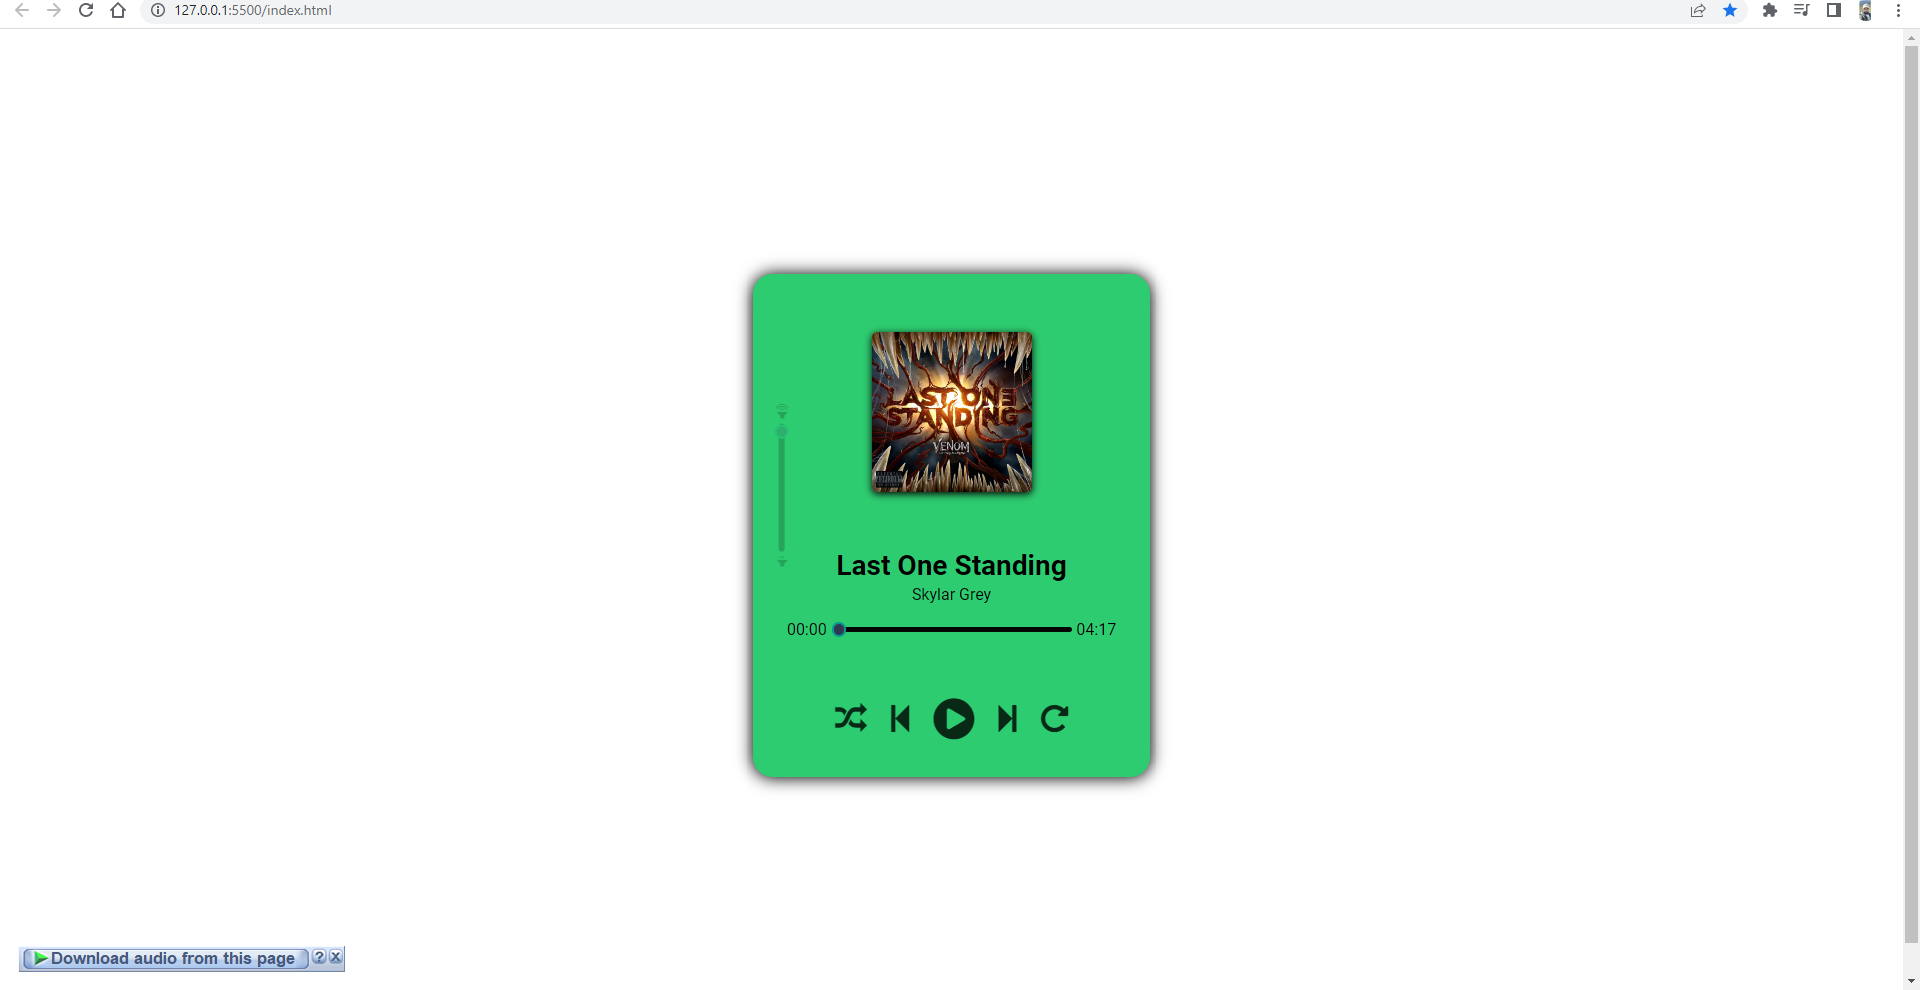 127.0.0.1:5500/index.html
LAST ONE
STANDING
VENOM
Last One Standing
Skylar Grey
00:00
04:17
Download audio from this page ? x